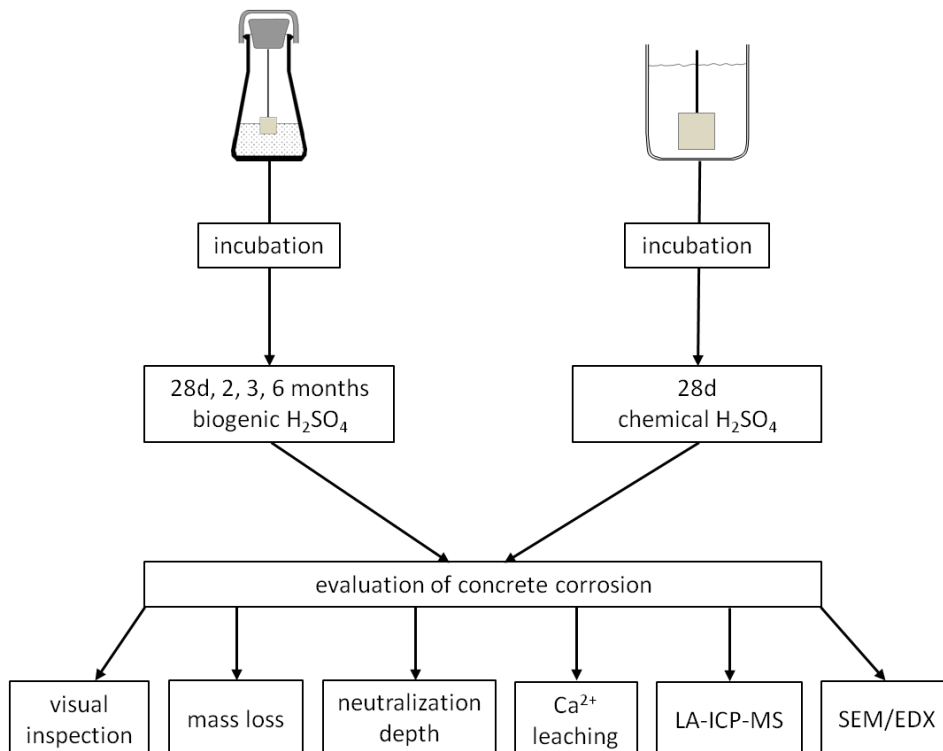 incubation
incubation
28d, 2, 3, 6 months
biogenic H₂SO₄
28d
chemical H₂SO₄
evaluation of concrete corrosion
visual
inspection
mass loss
neutralization
depth
Ca²⁺
leaching
LA-ICP-MS
SEM/EDX